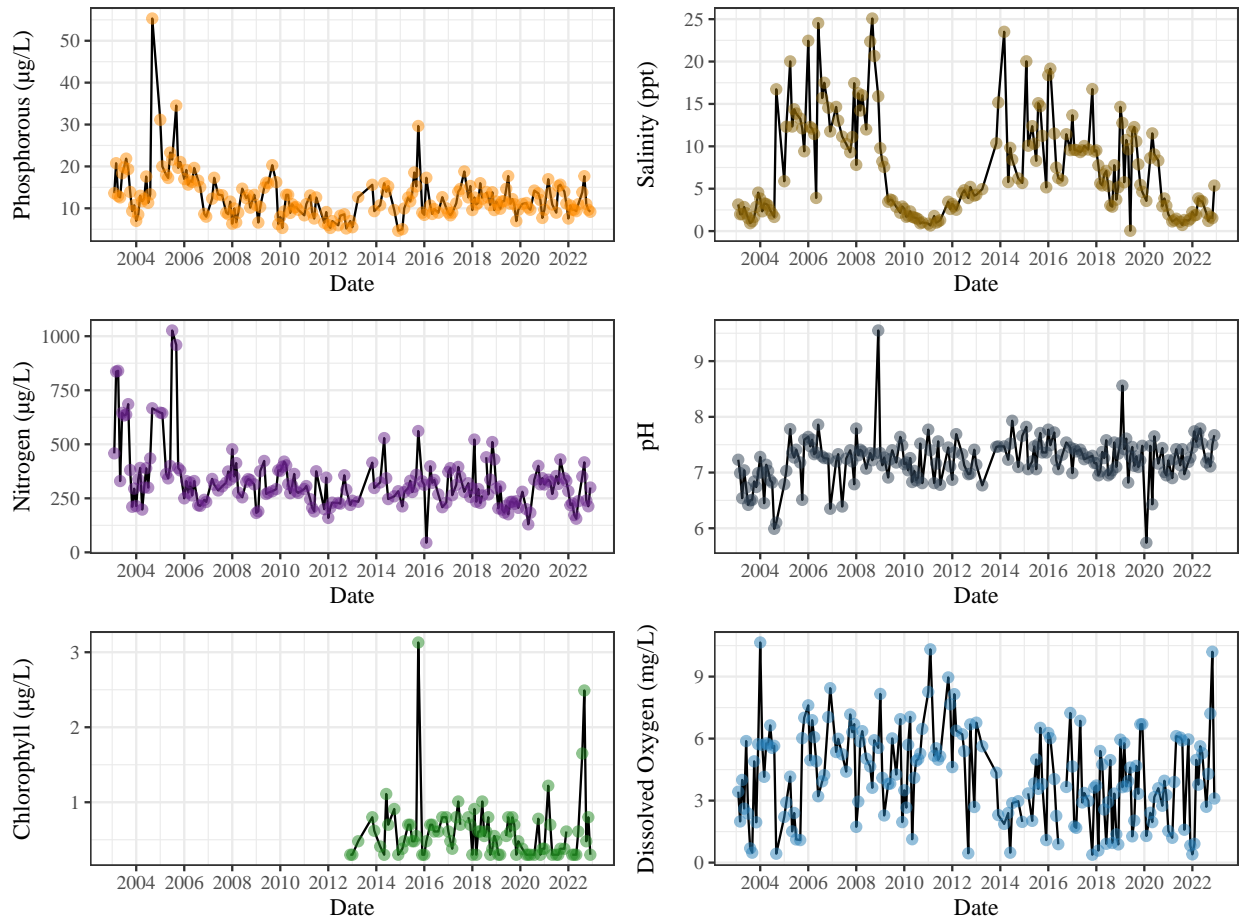 Phosphorous (µg/L)
50
40
30
20
10
2004 2006 2008 2010 2012 2014 2016 2018 2020 2022
Date
Salinity (ppt)
25
20
15
10
5
0
2004 2006 2008 2010 2012 2014 2016 2018 2020 2022
Date
Nitrogen (µg/L)
1000
750
500
250
0
2004 2006 2008 2010 2012 2014 2016 2018 2020 2022
Date
pH
9
8
7
6
2004 2006 2008 2010 2012 2014 2016 2018 2020 2022
Date
Chlorophyll (µg/L)
3
2
1
2004 2006 2008 2010 2012 2014 2016 2018 2020 2022
Date
Dissolved Oxygen (mg/L)
9
6
3
0
2004 2006 2008 2010 2012 2014 2016 2018 2020 2022
Date